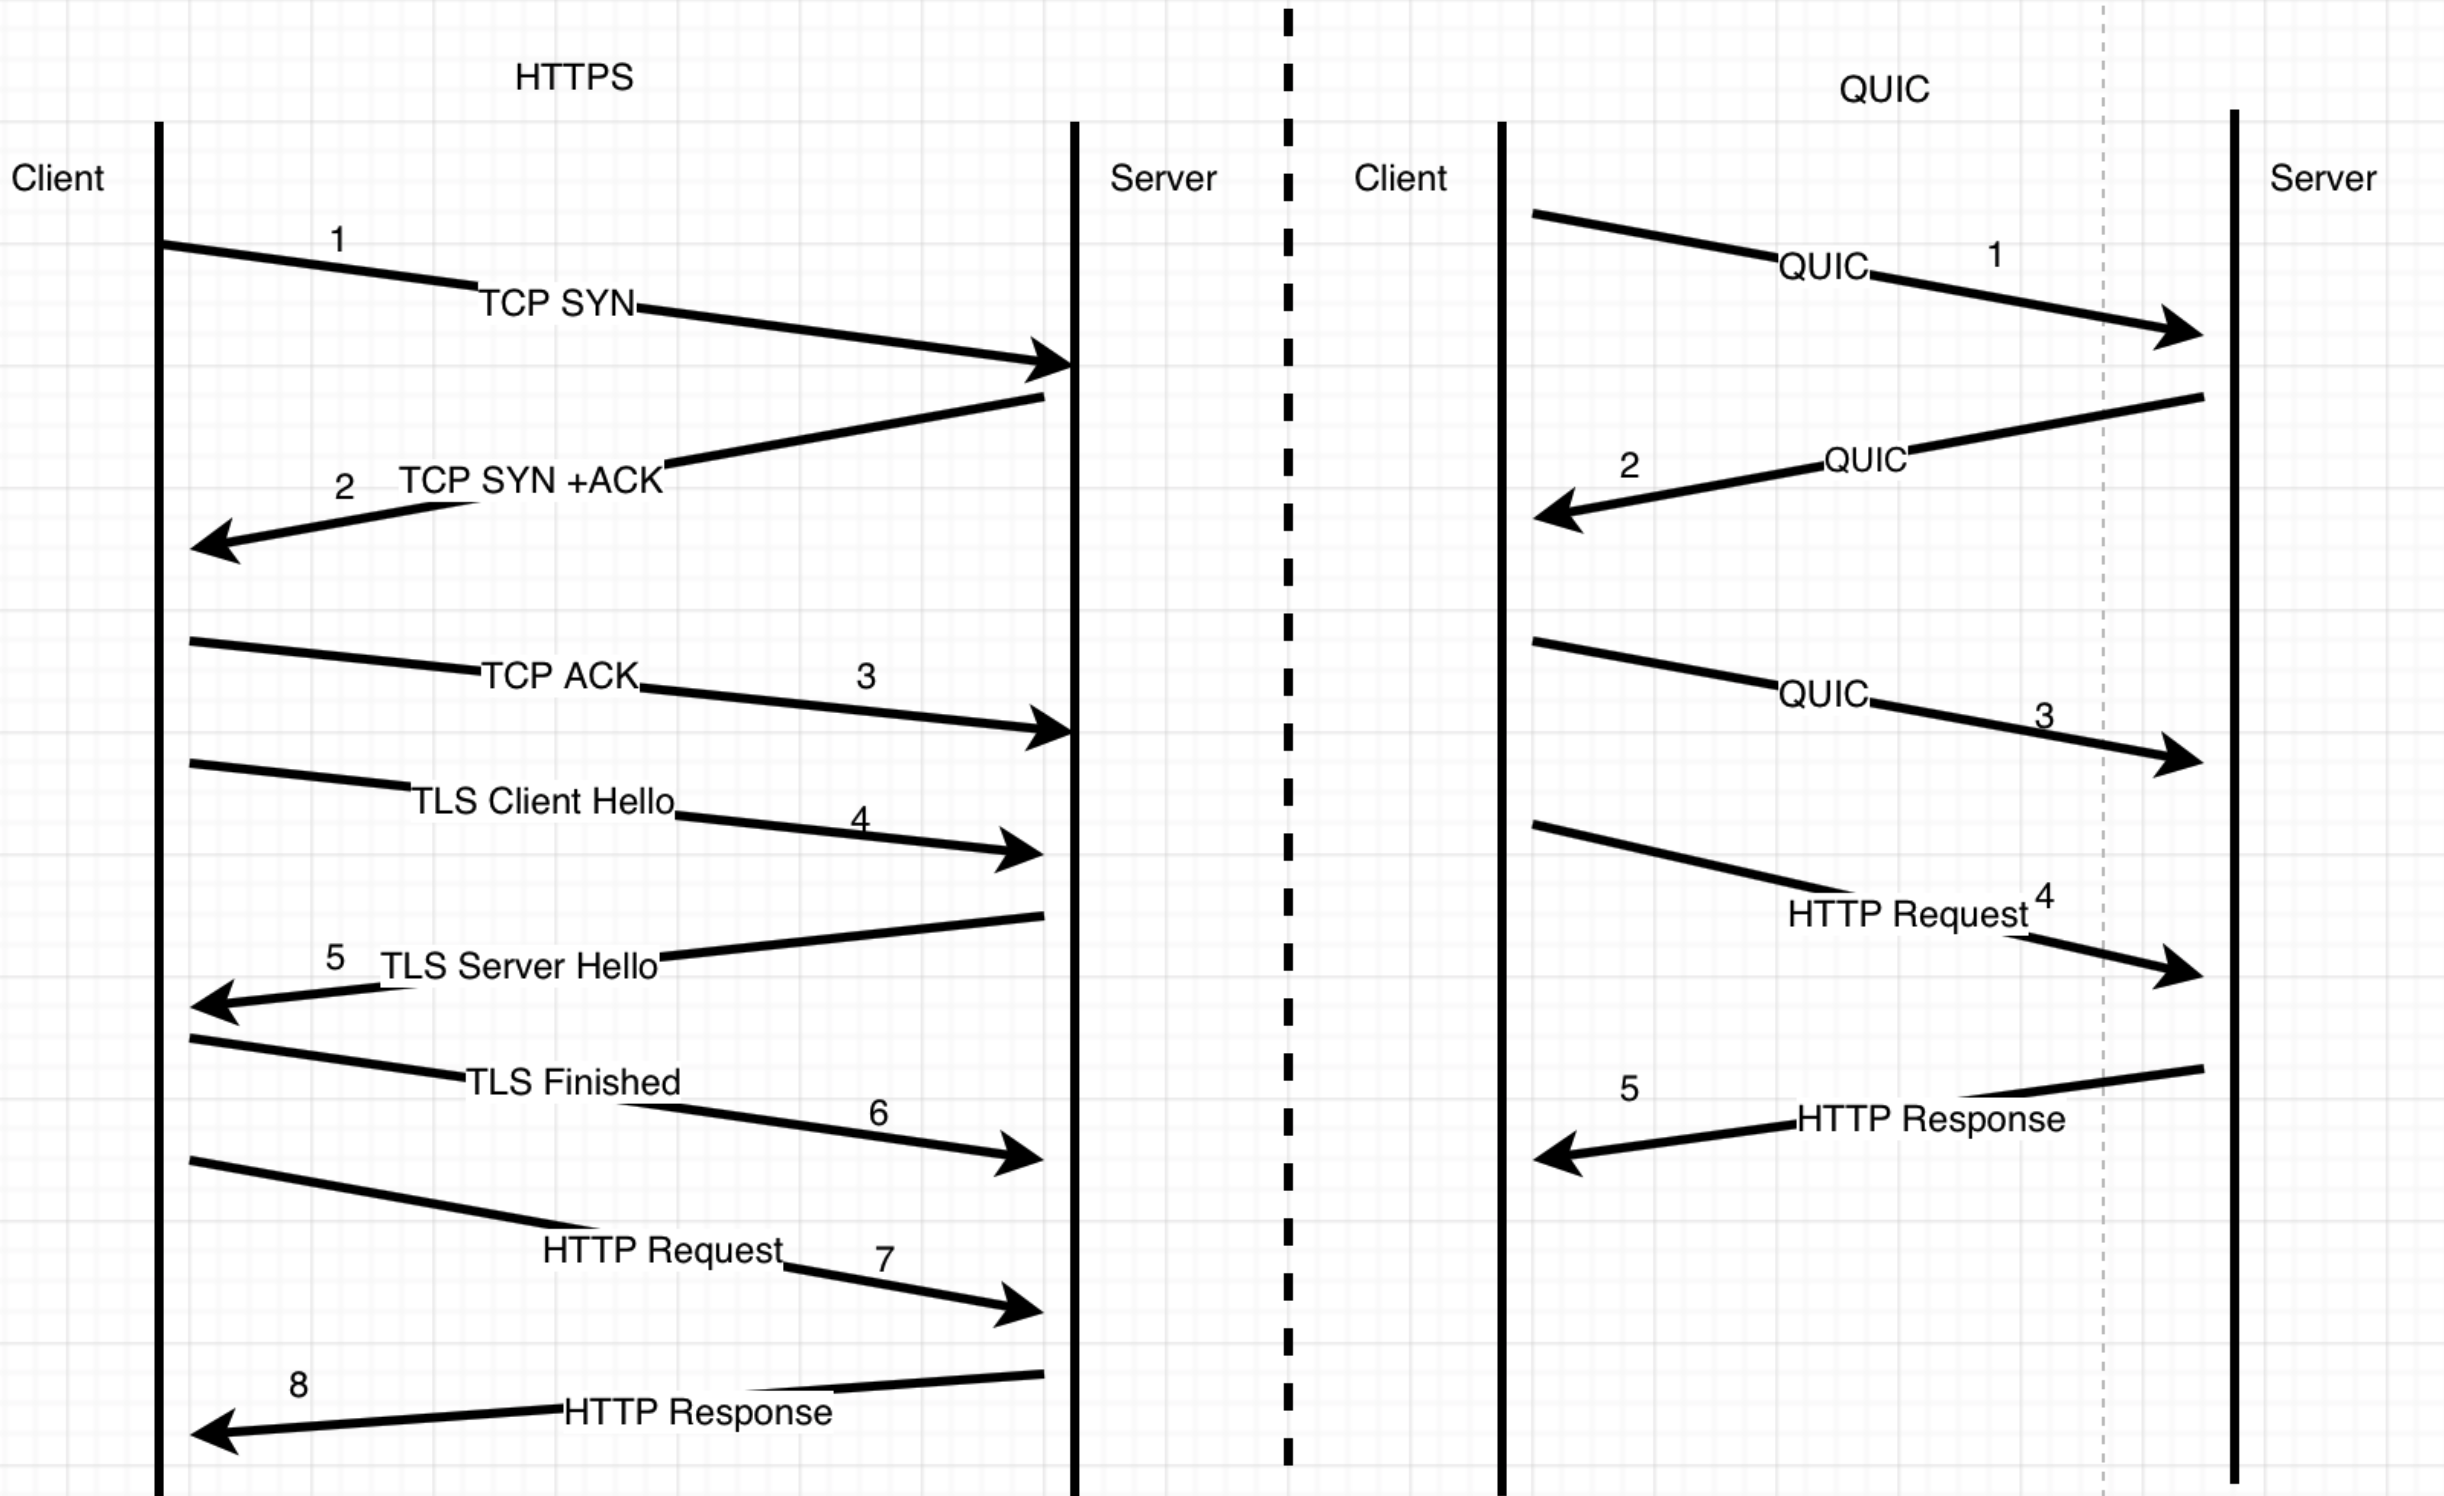 HTTPS
Client
Server
1
TCP SYN
TCP SYN +ACK
2
TCP ACK
3
TLS Client Hello
4
5
TLS Server Hello
TLS Finished
6
HTTP Request
7
8
HTTP Response
QUIC
Client
Server
QUIC
1
QUIC
2
QUIC
3
HTTP Request
4
5
HTTP Response